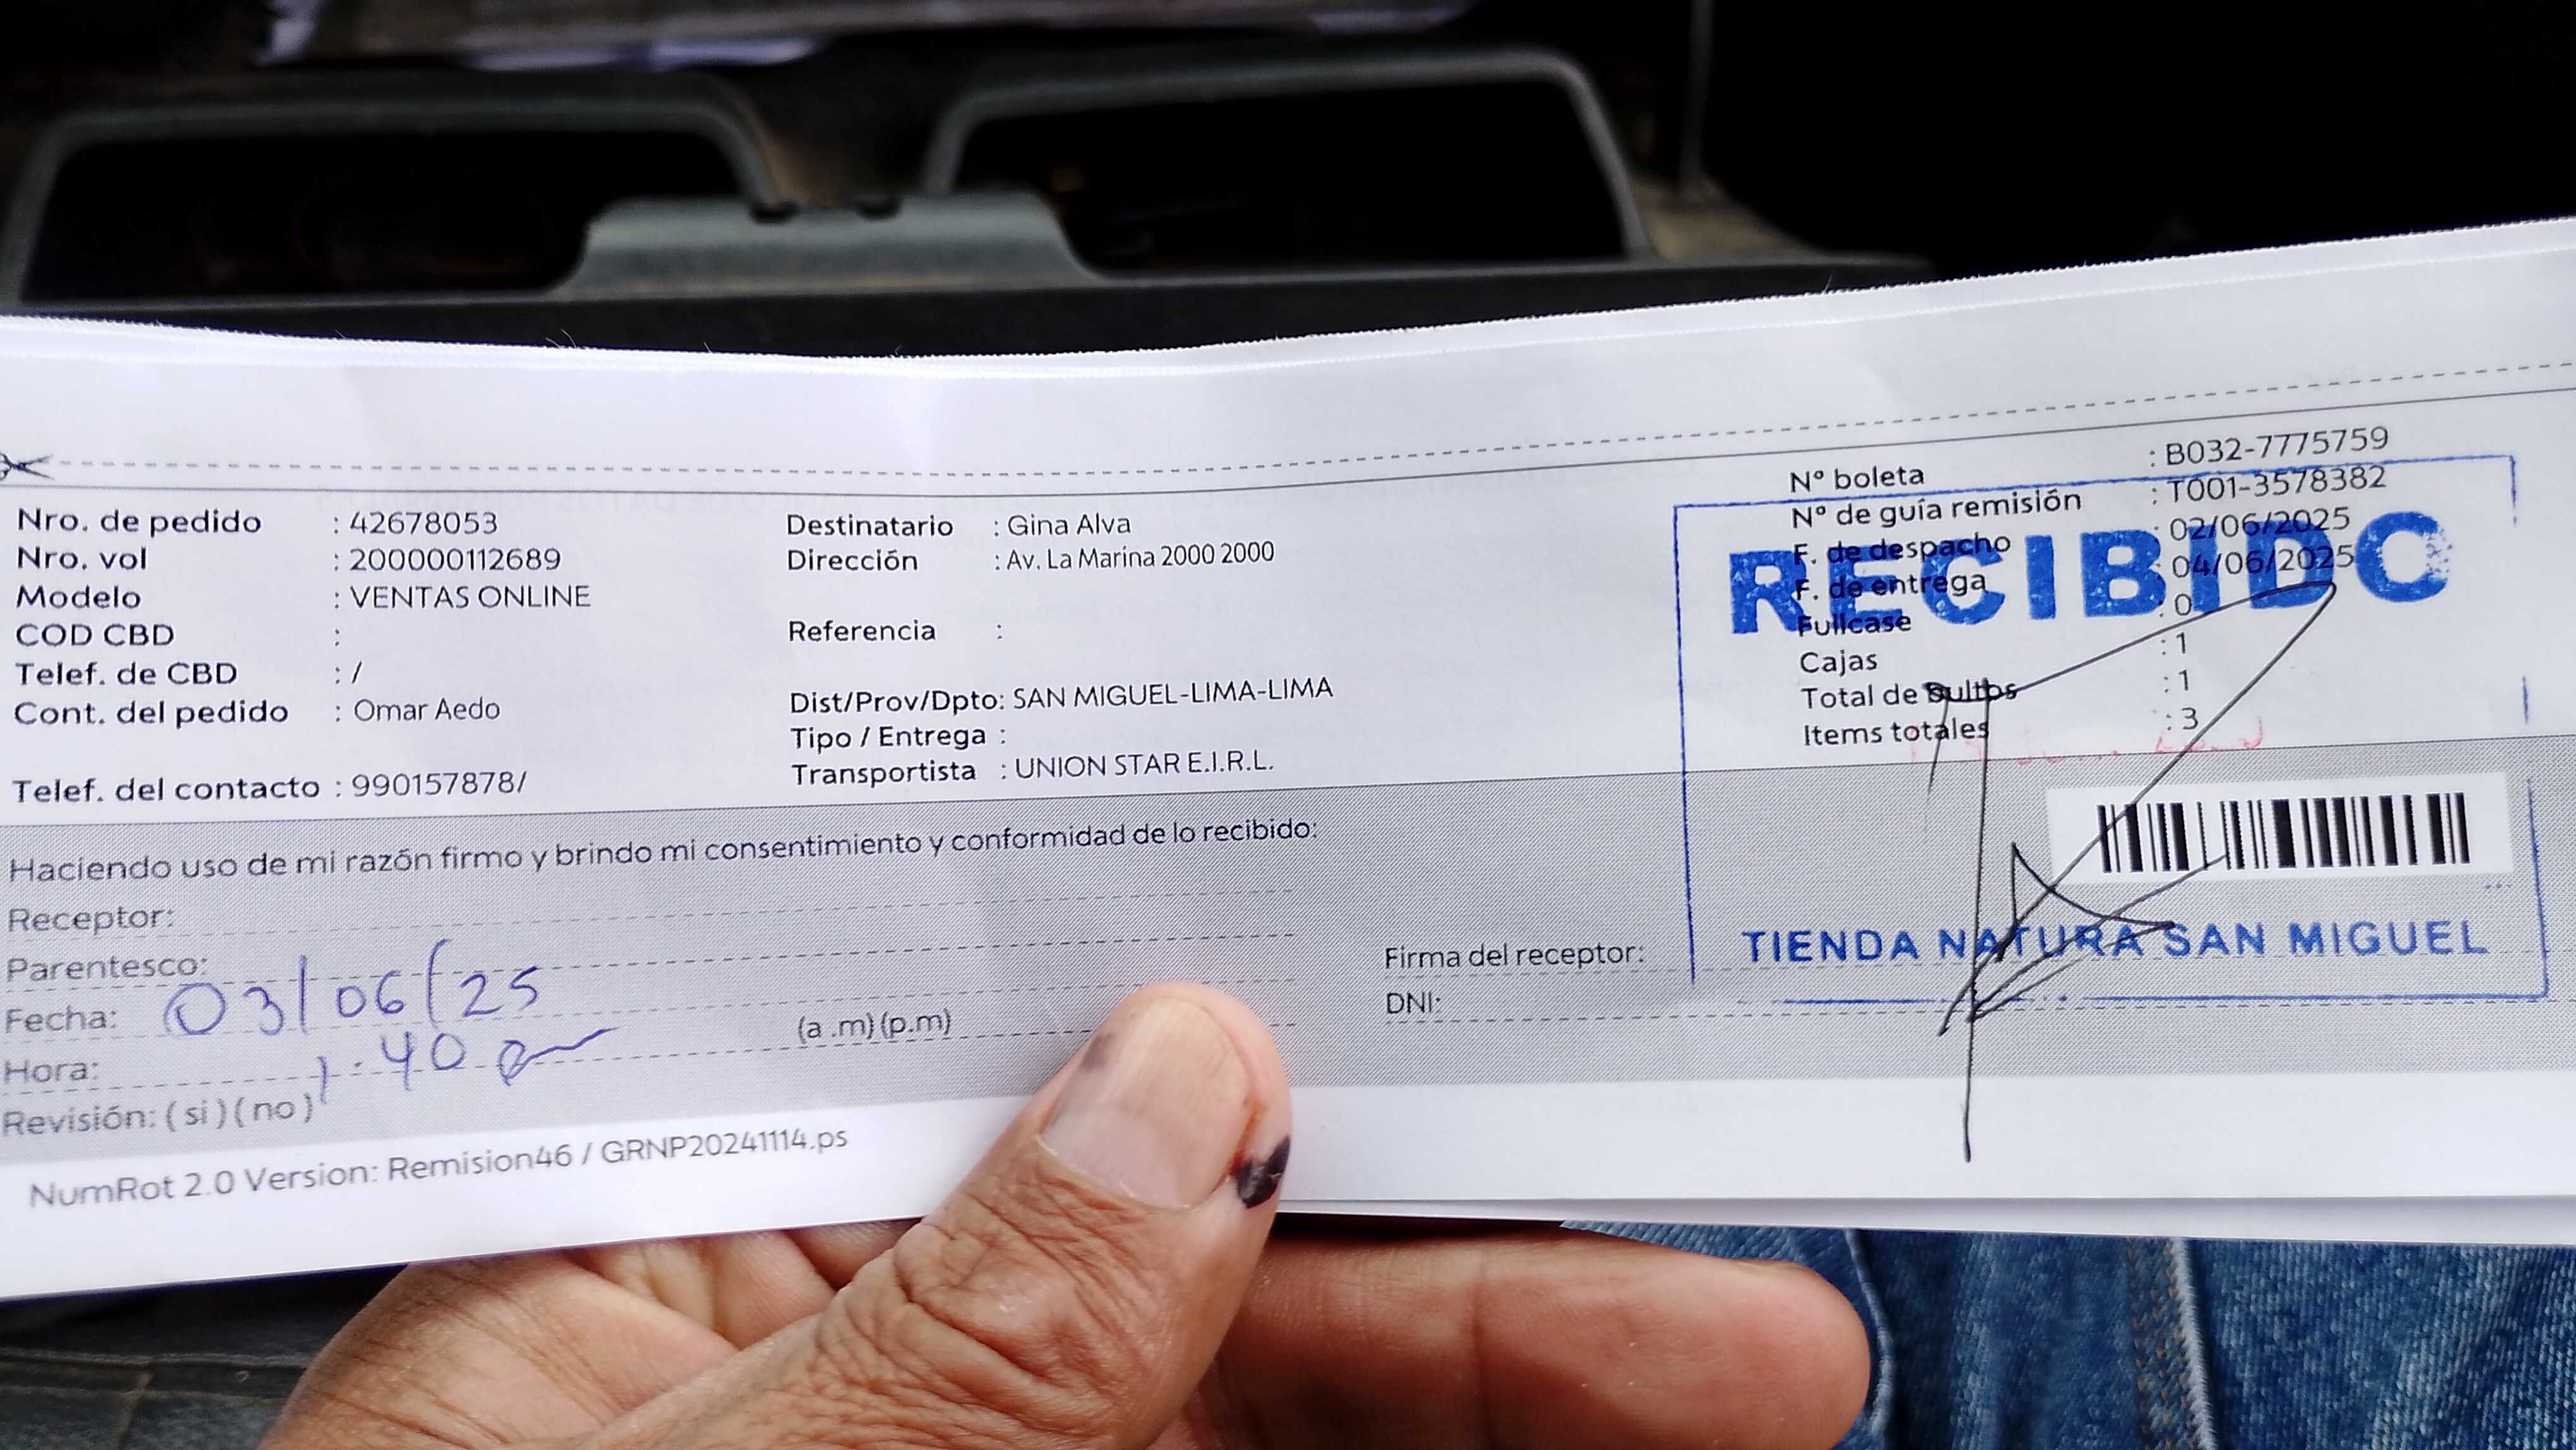 Nro. de pedido : 42678053
Nro. vol : 200000112689
Modelo : VENTAS ONLINE
COD CBD :
Telef. de CBD : /
Cont. del pedido : Omar Aedo
Telef. del contacto : 990157878/
Destinatario : Gina Alva
Dirección : Av. La Marina 2000 2000
Referencia :
Dist/Prov/Dpto: SAN MIGUEL-LIMA-LIMA
Tipo / Entrega :
Transportista : UNION STAR E.I.R.L.
N° boleta : B032-7775759
N° de guía remisión : T001-3578382
F. de despacho : 02/06/2025
F. de entrega : 04/06/2025
Fullcase : 0
Cajas : 1
Total de Bultos : 1
Items totales : 3
RECIBIDO
Haciendo uso de mi razón firmo y brindo mi consentimiento y conformidad de lo recibido:
Receptor:
Parentesco:
Fecha: 03/06/25
Hora: 1:40 (a .m)(p.m)
Revisión: ( si ) ( no )
Firma del receptor:
DNI:
TIENDA NATURA SAN MIGUEL
NumRot 2.0 Version: Remision46 / GRNP20241114.ps